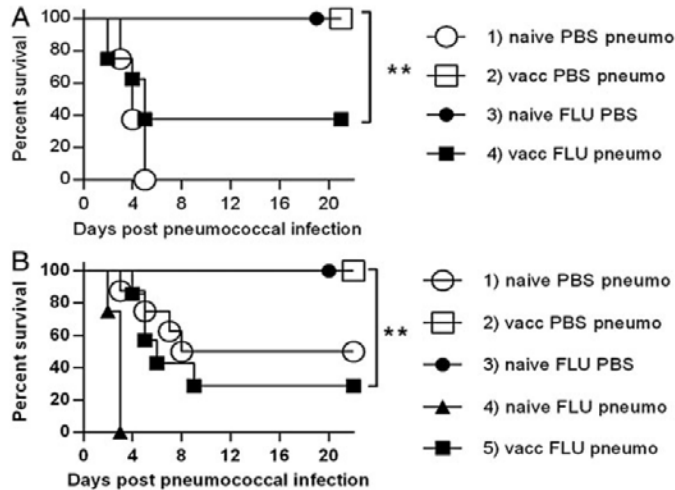 A
Percent survival
100
80
60
40
20
0
0 4 8 12 16 20
Days post pneumococcal infection
**
1) naive PBS pneumo
2) vacc PBS pneumo
3) naive FLU PBS
4) vacc FLU pneumo
B
Percent survival
100
80
60
40
20
0
0 4 8 12 16 20
Days post pneumococcal infection
**
1) naive PBS pneumo
2) vacc PBS pneumo
3) naive FLU PBS
4) naive FLU pneumo
5) vacc FLU pneumo